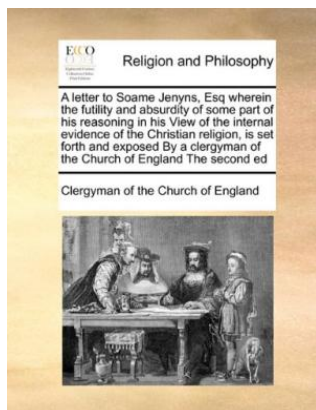 ECCO
Religion and Philosophy
A letter to Soame Jenyns, Esq wherein
the futility and absurdity of some part of
his reasoning in his View of the internal
evidence of the Christian religion, is set
forth and exposed By a clergyman of
the Church of England The second ed
Clergyman of the Church of England